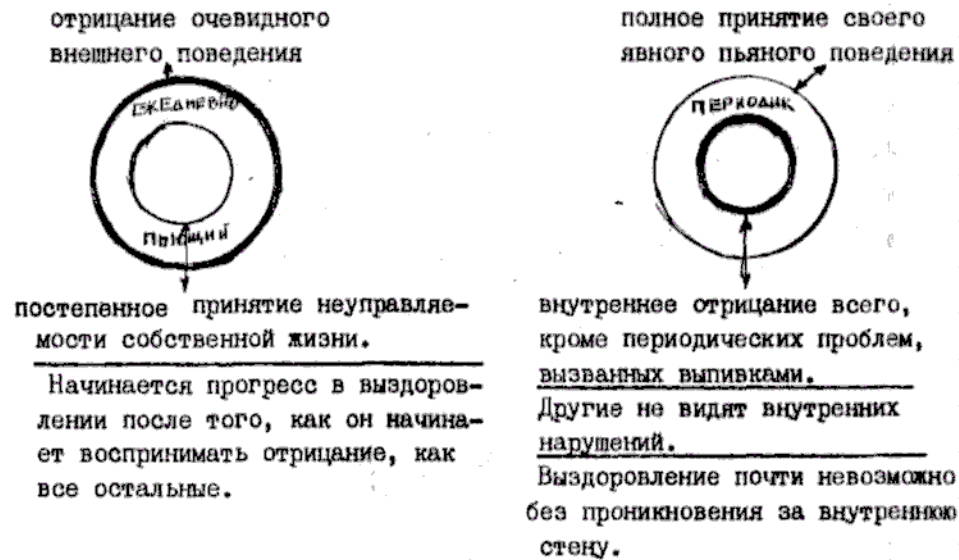 отрицание очевидного
внешнего поведения
ЕЖЕДНЕВНО
ПЬЮЩИЙ
постепенное принятие неуправляе-
мости собственной жизни.
Начинается прогресс в выздоров-
лении после того, как он начина-
ет воспринимать отрицание, как
все остальные.
полное принятие своего
явного пьяного поведения
ПЕРИОДИК
внутреннее отрицание всего,
кроме периодических проблем,
вызванных выпивками.
Другие не видят внутренних
нарушений.
Выздоровление почти невозможно
без проникновения за внутреннюю
стену.